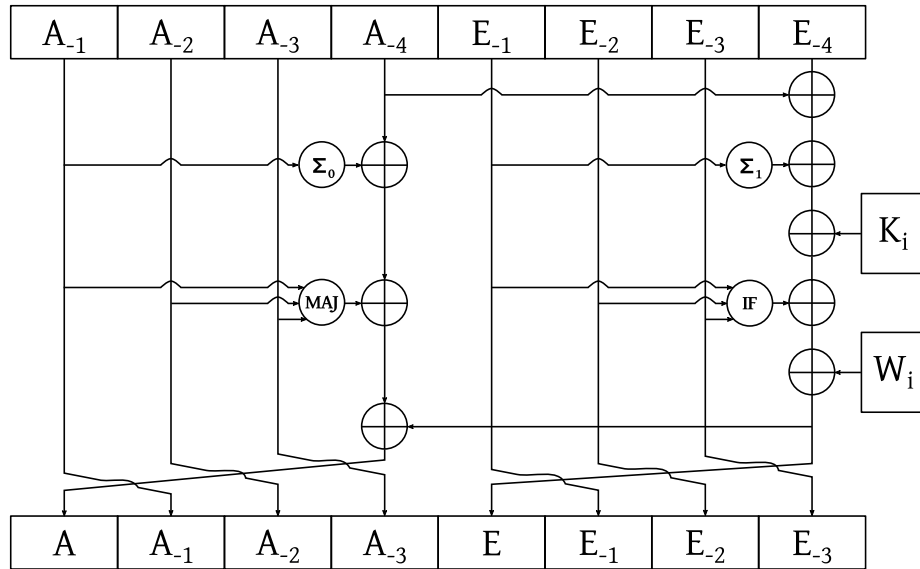 A₋₁ A₋₂ A₋₃ A₋₄ E₋₁ E₋₂ E₋₃ E₋₄
Σ₀ Σ₁
Kᵢ
MAJ IF
Wᵢ
A A₋₁ A₋₂ A₋₃ E E₋₁ E₋₂ E₋₃